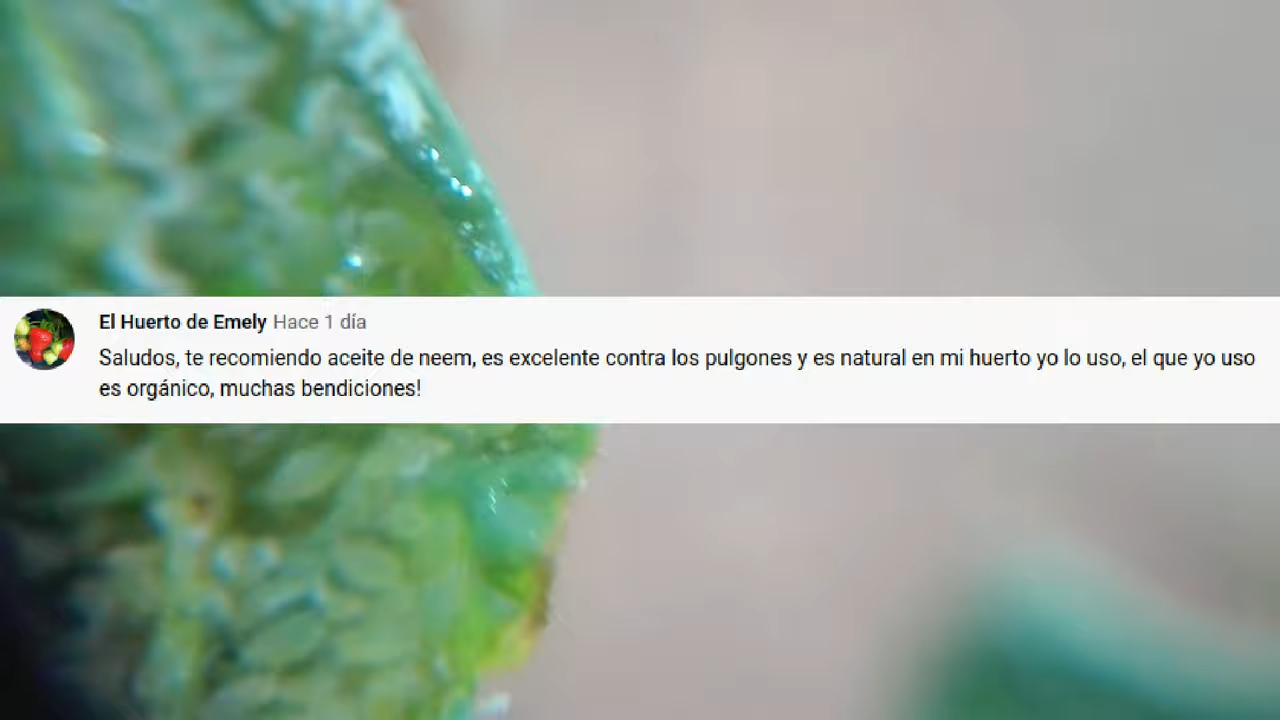 El Huerto de Emely Hace 1 día
Saludos, te recomiendo aceite de neem, es excelente contra los pulgones y es natural en mi huerto yo lo uso, el que yo uso
es orgánico, muchas bendiciones!